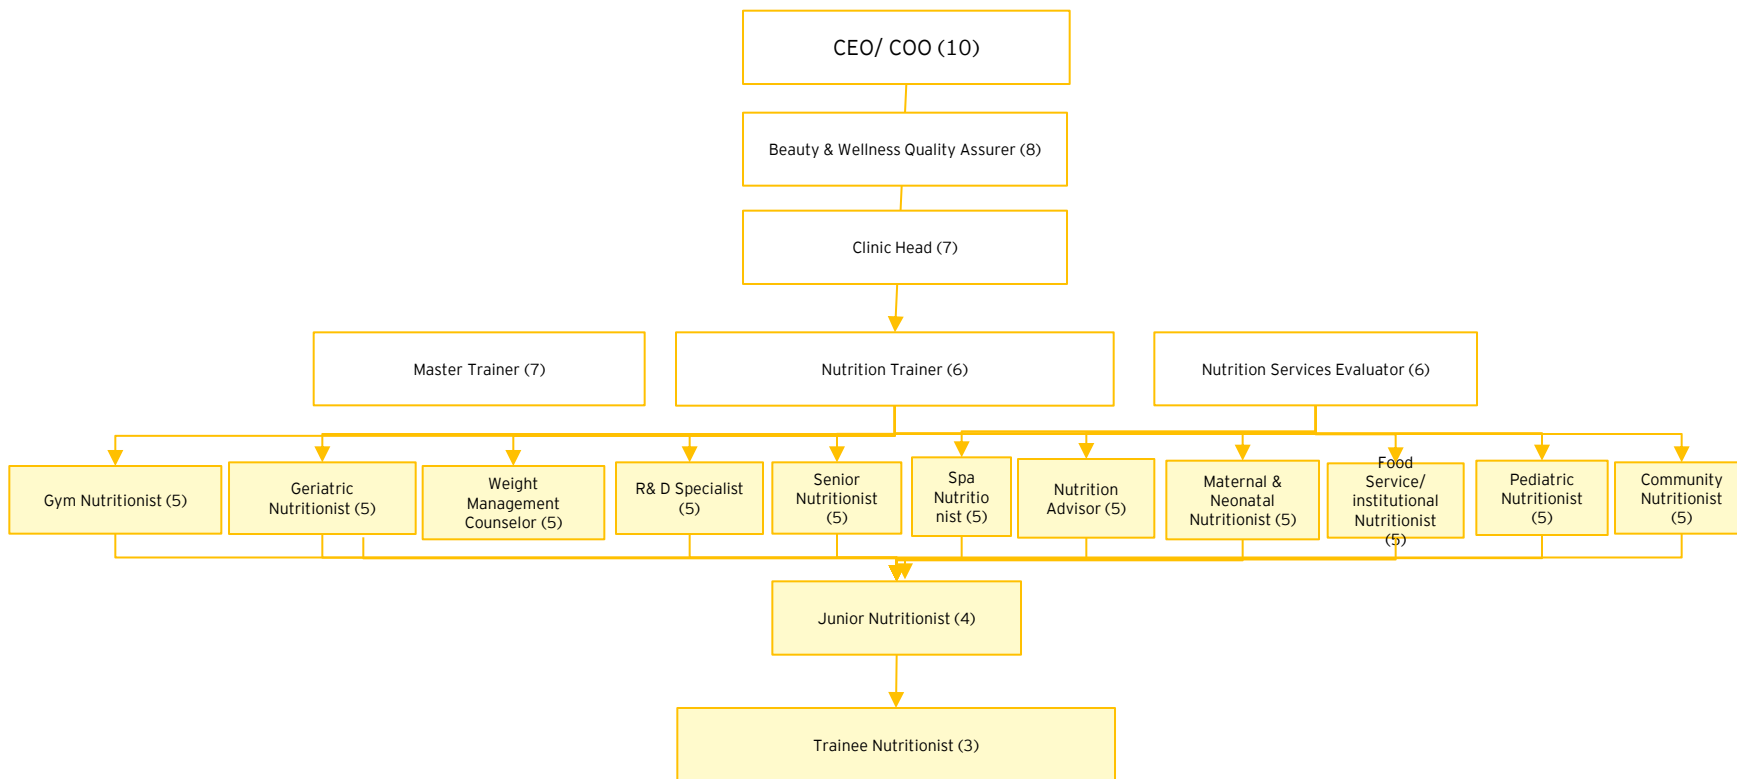 CEO/ COO (10)
Beauty & Wellness Quality Assurer (8)
Clinic Head (7)
Master Trainer (7)
Nutrition Trainer (6)
Nutrition Services Evaluator (6)
Gym Nutritionist (5)
Geriatric
Nutritionist (5)
Weight
Management
Counselor (5)
R& D Specialist
(5)
Senior
Nutritionist
(5)
Spa
Nutritio
nist (5)
Nutrition
Advisor (5)
Maternal &
Neonatal
Nutritionist (5)
Food
Service/
institutional
Nutritionist
(5)
Pediatric
Nutritionist
(5)
Community
Nutritionist
(5)
Junior Nutritionist (4)
Trainee Nutritionist (3)